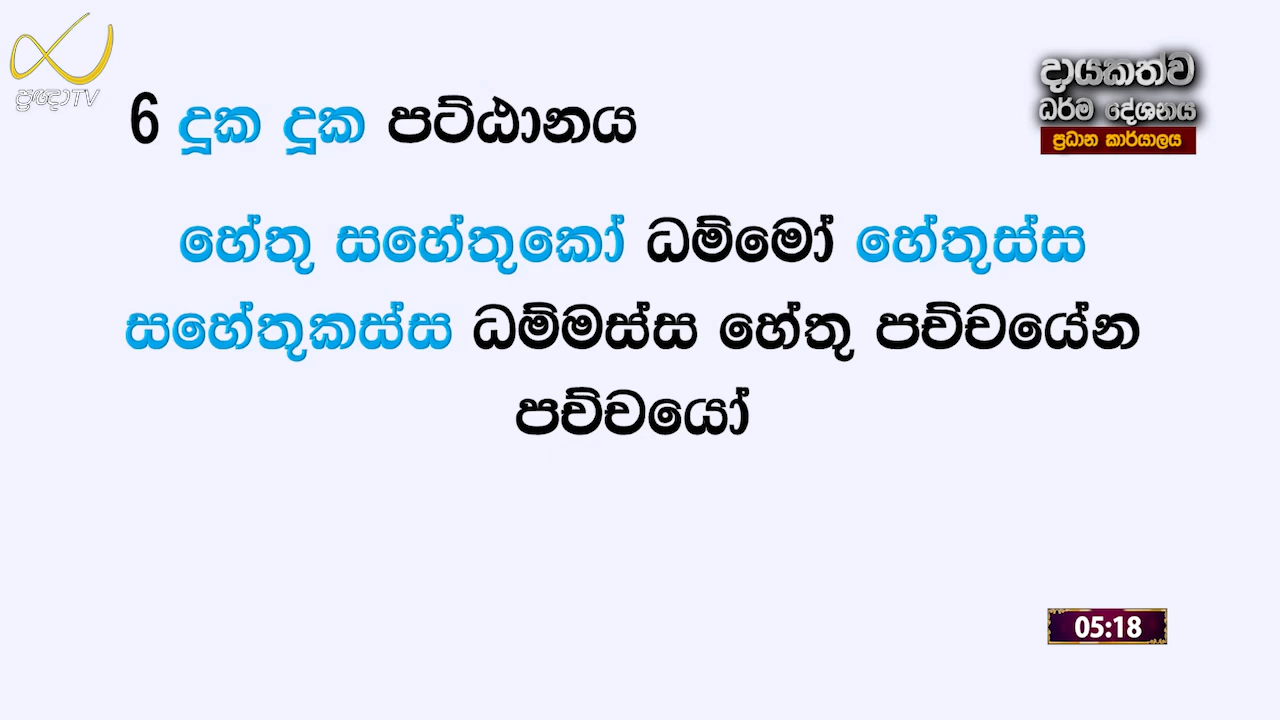 ප්‍රඥාTV
දායකත්ව
ධර්ම දේශනය
ප්‍රධාන කාර්යාලය
6 දූක දූක පට්ඨානය
හේතු සහේතුකෝ ධම්මෝ හේතුස්ස
සහේතුකස්ස ධම්මස්ස හේතු පච්චයේන
පච්චයෝ
05:18